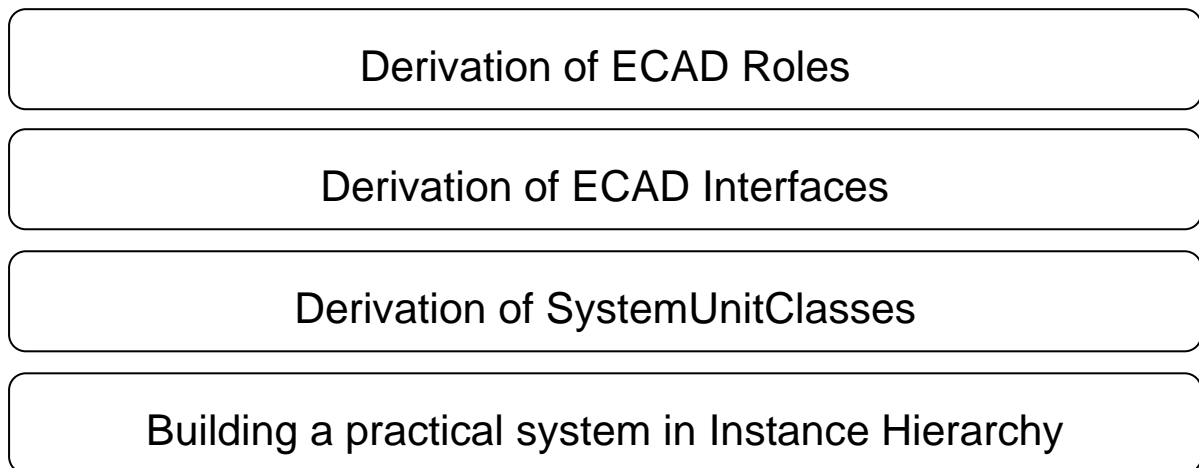 Derivation of ECAD Roles
Derivation of ECAD Interfaces
Derivation of SystemUnitClasses
Building a practical system in Instance Hierarchy